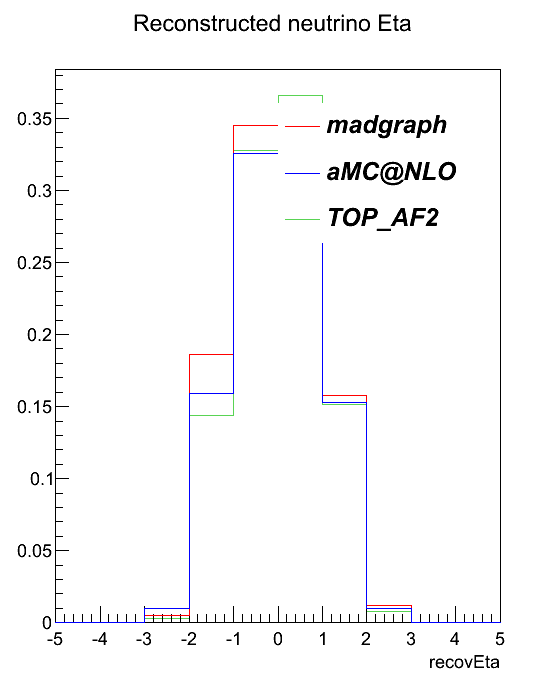 Reconstructed neutrino Eta
0.35
0.3
0.25
0.2
0.15
0.1
0.05
0
madgraph
aMC@NLO
TOP_AF2
-5 -4 -3 -2 -1 0 1 2 3 4 5
recovEta